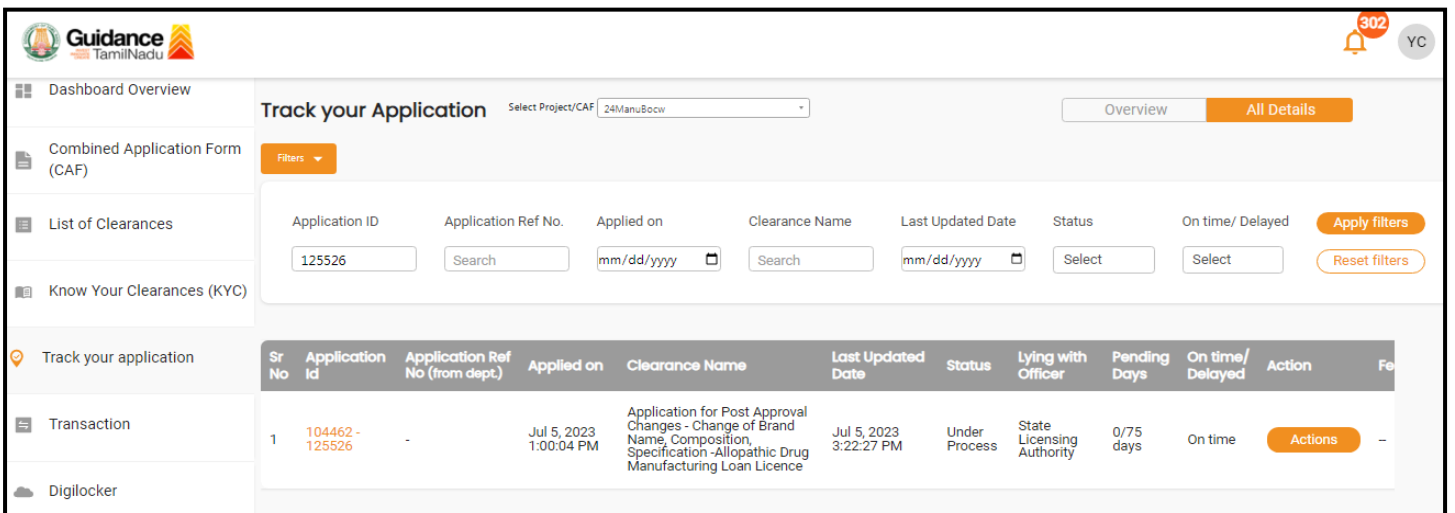 Guidance
TamilNadu
302
YC
Dashboard Overview
Combined Application Form
(CAF)
List of Clearances
Know Your Clearances (KYC)
Track your application
Transaction
Digilocker
Track your Application
Select Project/CAF
24ManuBocw
Overview
All Details
Filters
Application ID
Application Ref No.
Applied on
Clearance Name
Last Updated Date
Status
On time/ Delayed
Apply filters
125526
Search
mm/dd/yyyy
Search
mm/dd/yyyy
Select
Select
Reset filters
Sr
No
Application
Id
Application Ref
No (from dept.)
Applied on
Clearance Name
Last Updated
Date
Status
Lying with
Officer
Pending
Days
On time/
Delayed
Action
Fe
1
104462 -
125526
-
Jul 5, 2023
1:00:04 PM
Application for Post Approval
Changes - Change of Brand
Name, Composition,
Specification -Allopathic Drug
Manufacturing Loan Licence
Jul 5, 2023
3:22:27 PM
Under
Process
State
Licensing
Authority
0/75
days
On time
Actions
--